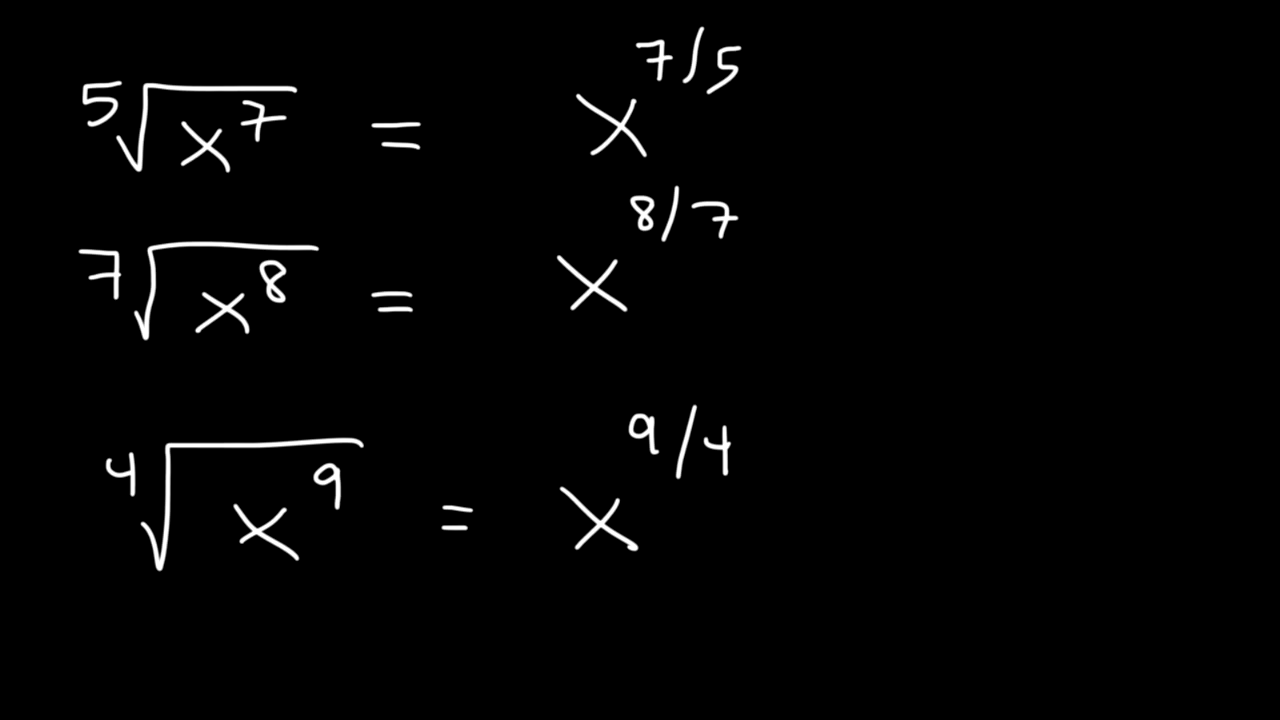 ⁵√x⁷ = x^7/5
⁷√x⁸ = x^8/7
⁴√x⁹ = x^9/4